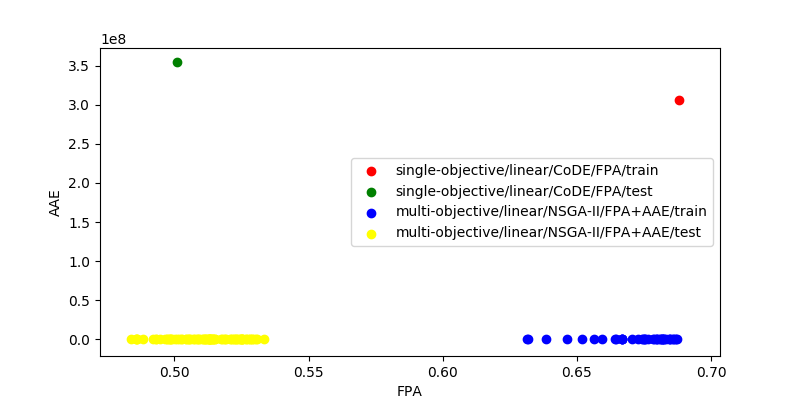 1e8
3.5
3.0
2.5
2.0
1.5
1.0
0.5
0.0
AAE
single-objective/linear/CoDE/FPA/train
single-objective/linear/CoDE/FPA/test
multi-objective/linear/NSGA-II/FPA+AAE/train
multi-objective/linear/NSGA-II/FPA+AAE/test
0.50 0.55 0.60 0.65 0.70
FPA